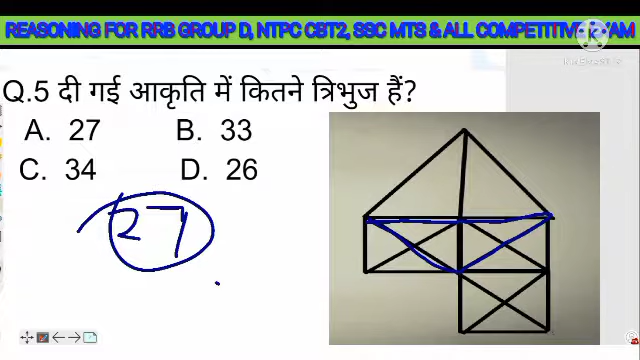 REASONING FOR RRB GROUP D, NTPC CBT2, SSC MTS & ALL COMPETITIVE EXAM
Q.5 दी गई आकृति में कितने त्रिभुज हैं?
A. 27 B. 33
C. 34 D. 26
27